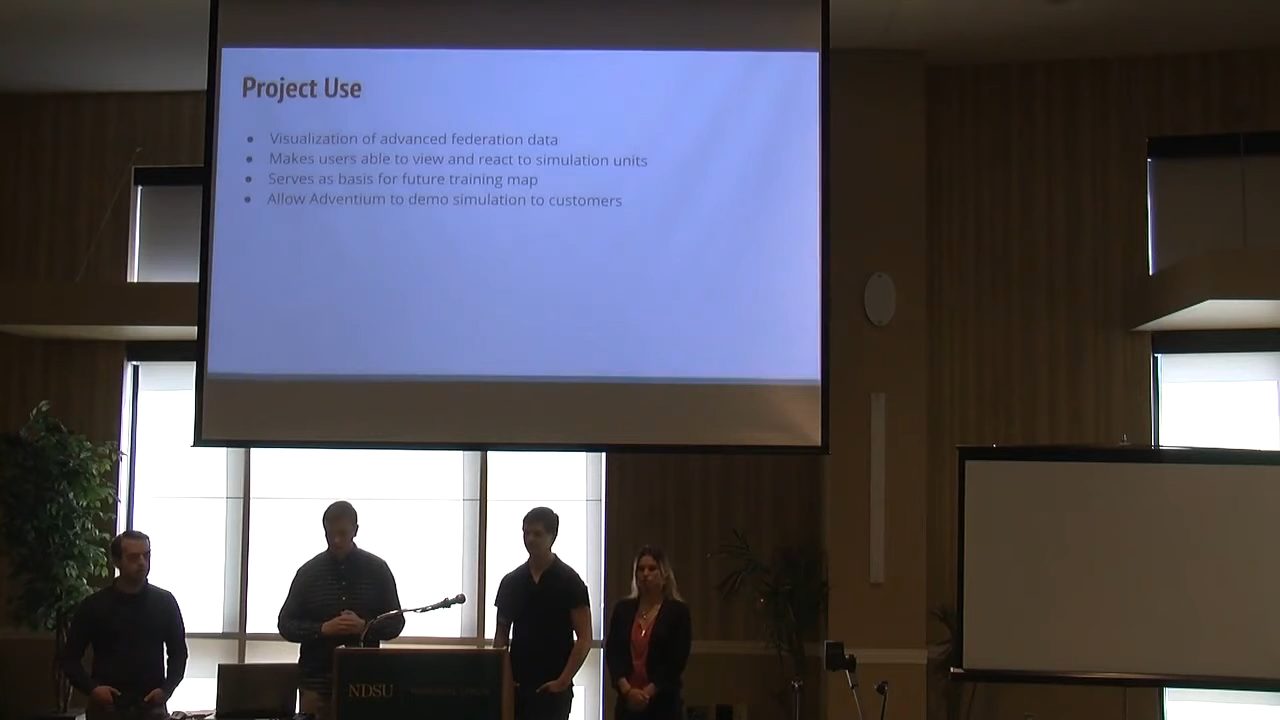 Project Use
● Visualization of advanced federation data
● Makes users able to view and react to simulation units
● Serves as basis for future training map
● Allow Adventium to demo simulation to customers
NDSU